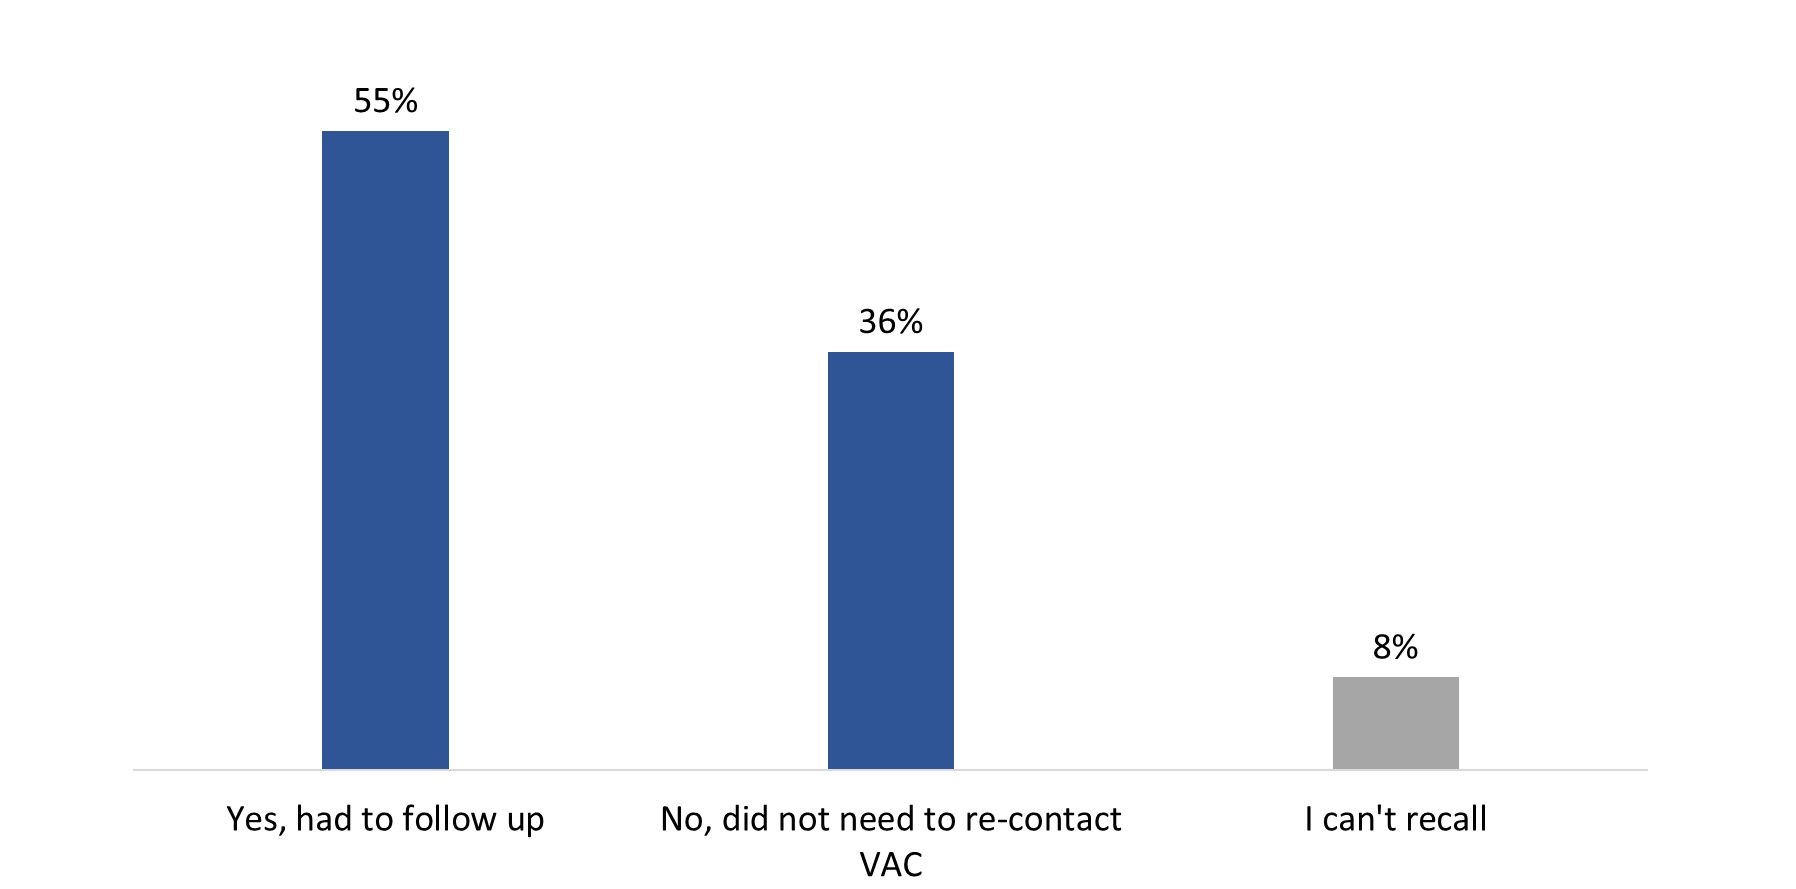 55%
36%
8%
Yes, had to follow up
No, did not need to re-contact
VAC
I can't recall